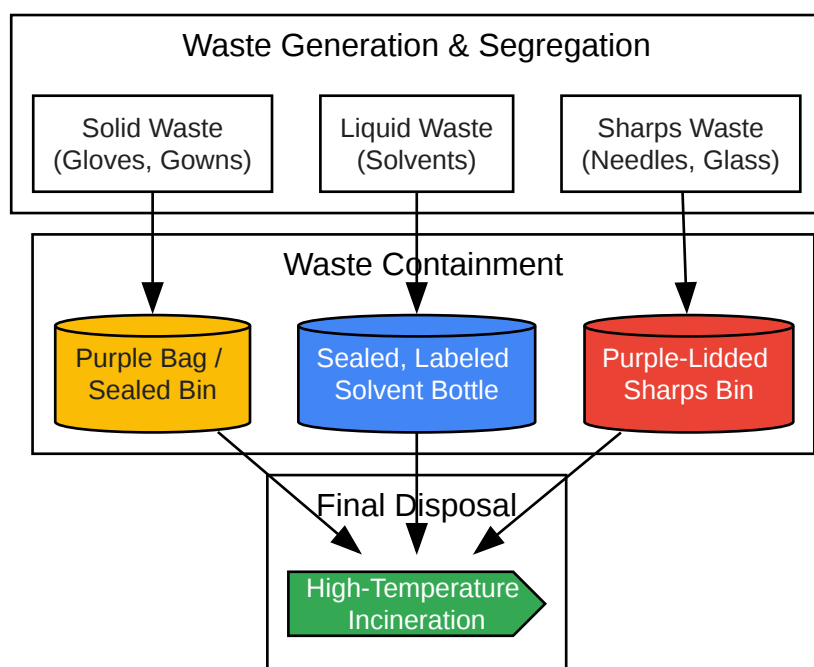 Waste Generation & Segregation
Solid Waste
(Gloves, Gowns)
Liquid Waste
(Solvents)
Sharps Waste
(Needles, Glass)
Waste Containment
Purple Bag /
Sealed Bin
Sealed, Labeled
Solvent Bottle
Purple-Lidded
Sharps Bin
Final Disposal
High-Temperature
Incineration